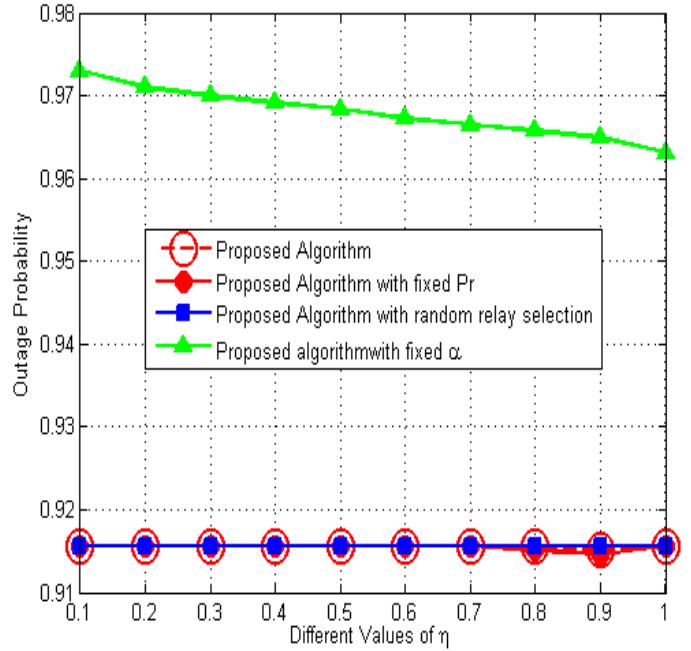 0.98
0.97
0.96
0.95
0.94
0.93
0.92
0.91
Outage Probability
Proposed Algorithm
Proposed Algorithm with fixed Pr
Proposed Algorithm with random relay selection
Proposed algorithmwith fixed α
0.1 0.2 0.3 0.4 0.5 0.6 0.7 0.8 0.9 1
Different Values of η